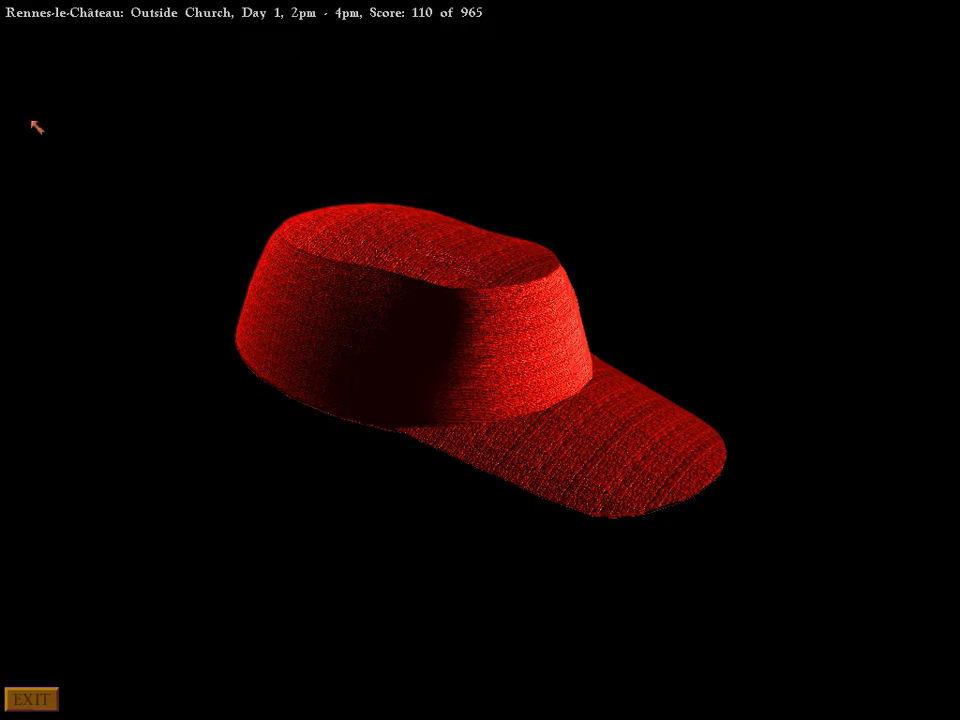 Rennes-le-Château: Outside Church, Day 1, 2pm - 4pm, Score: 110 of 965
EXIT